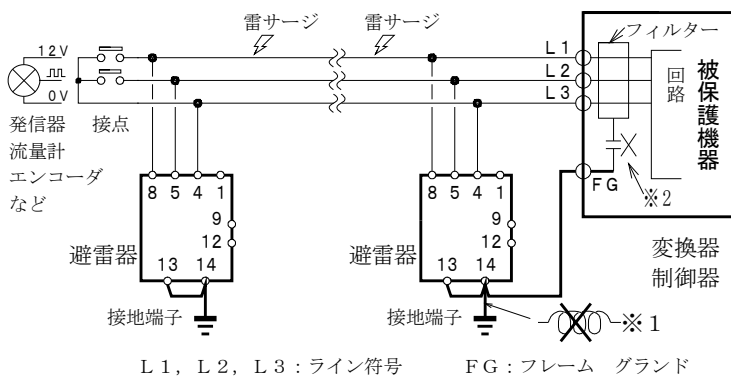 雷サージ
雷サージ
フィルター
12V
0V
L1
L2
L3
回路
被保護機器
発信器
流量計
エンコーダ
など
接点
FG
※2
8 5 4 1
9
12
13 14
避雷器
接地端子
8 5 4 1
9
12
13 14
避雷器
接地端子
変換器
制御器
※1
L1，L2，L3：ライン符号 FG：フレーム グランド